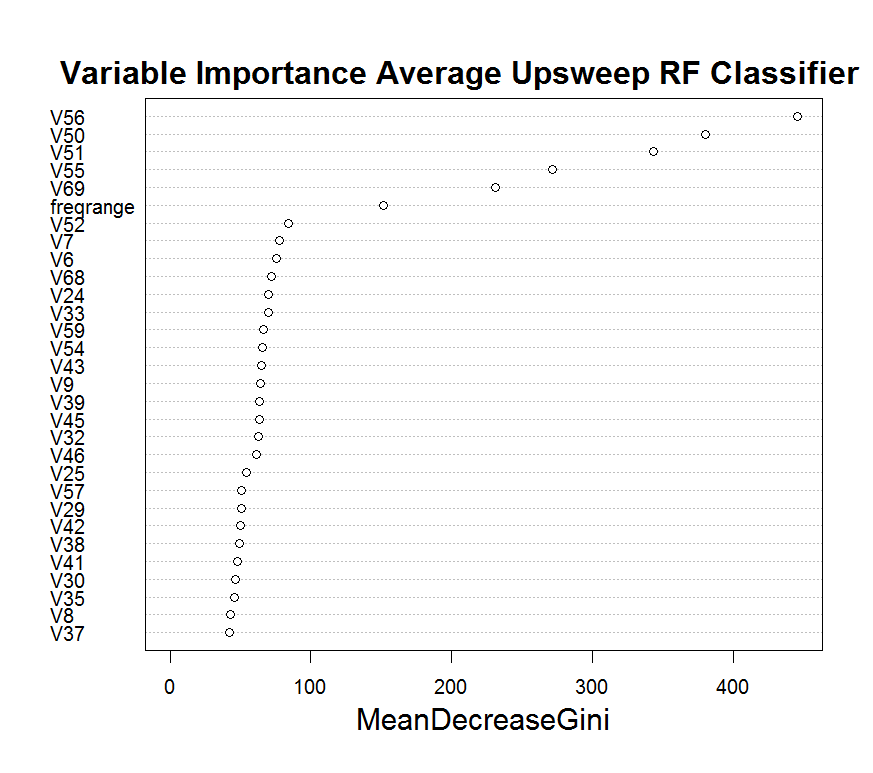 Variable Importance Average Upsweep RF Classifier
V56
V50
V51
V55
V69
freqrange
V52
V7
V6
V68
V24
V33
V59
V54
V43
V9
V39
V45
V32
V46
V25
V57
V29
V42
V38
V41
V30
V35
V8
V37
0 100 200 300 400
MeanDecreaseGini